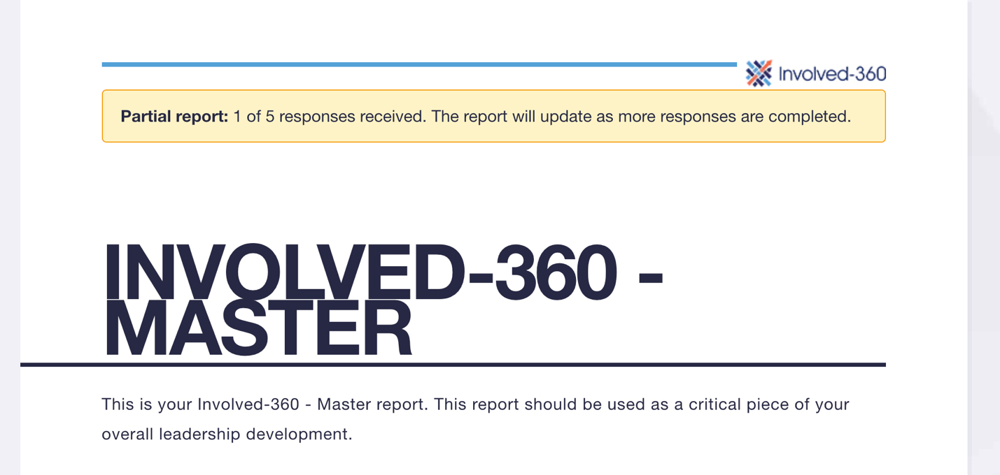 Involved-360
Partial report: 1 of 5 responses received. The report will update as more responses are completed.
INVOLVED-360 -
MASTER
This is your Involved-360 - Master report. This report should be used as a critical piece of your
overall leadership development.